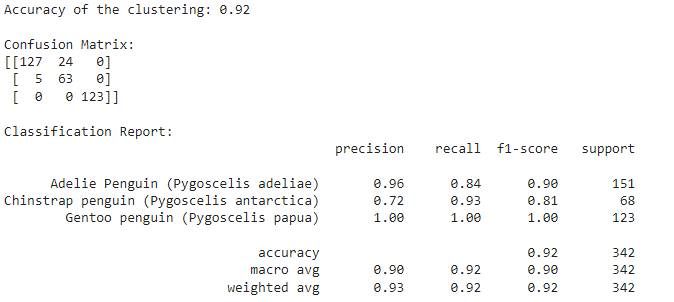 Accuracy of the clustering: 0.92
Confusion Matrix:
[[127  24   0]
 [  5  63   0]
 [  0   0 123]]
Classification Report:
precision    recall  f1-score   support
Adelie Penguin (Pygoscelis adeliae)       0.96      0.84      0.90       151
Chinstrap penguin (Pygoscelis antarctica)       0.72      0.93      0.81        68
Gentoo penguin (Pygoscelis papua)       1.00      1.00      1.00       123
accuracy                           0.92       342
macro avg       0.90      0.92      0.90       342
weighted avg       0.93      0.92      0.92       342